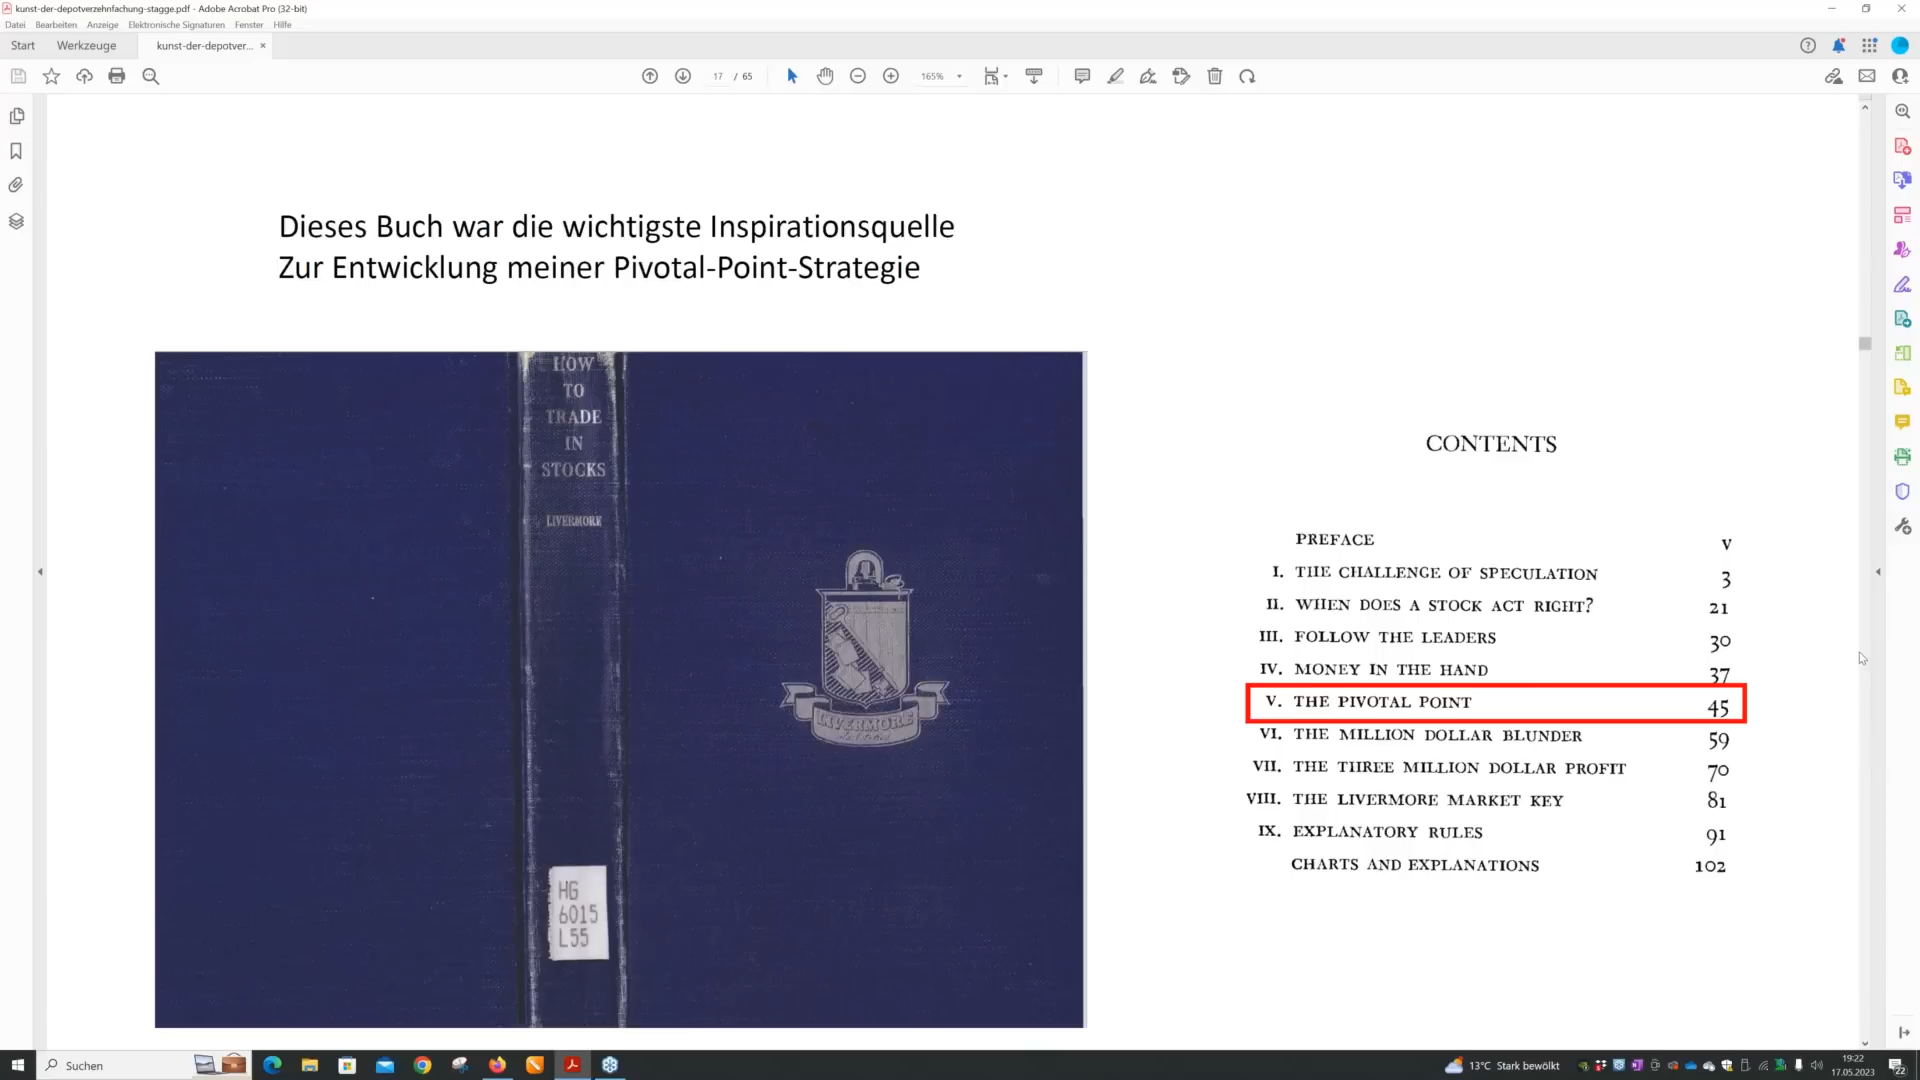 kunst-der-depotverzehnfachung-stagge.pdf - Adobe Acrobat Pro (32-bit)
Datei Bearbeiten Anzeige Elektronische Signaturen Fenster Hilfe
Start Werkzeuge kunst-der-depotver... ×
17 / 65 165%
Dieses Buch war die wichtigste Inspirationsquelle
Zur Entwicklung meiner Pivotal-Point-Strategie
HOW
TO
TRADE
IN
STOCKS
LIVERMORE
LIVERMORE
HG
6015
L55
CONTENTS
PREFACE V
I. THE CHALLENGE OF SPECULATION 3
II. WHEN DOES A STOCK ACT RIGHT? 21
III. FOLLOW THE LEADERS 30
IV. MONEY IN THE HAND 37
V. THE PIVOTAL POINT 45
VI. THE MILLION DOLLAR BLUNDER 59
VII. THE THREE MILLION DOLLAR PROFIT 70
VIII. THE LIVERMORE MARKET KEY 81
IX. EXPLANATORY RULES 91
CHARTS AND EXPLANATIONS 102
Suchen
13°C Stark bewölkt
19:22
17.05.2023
22